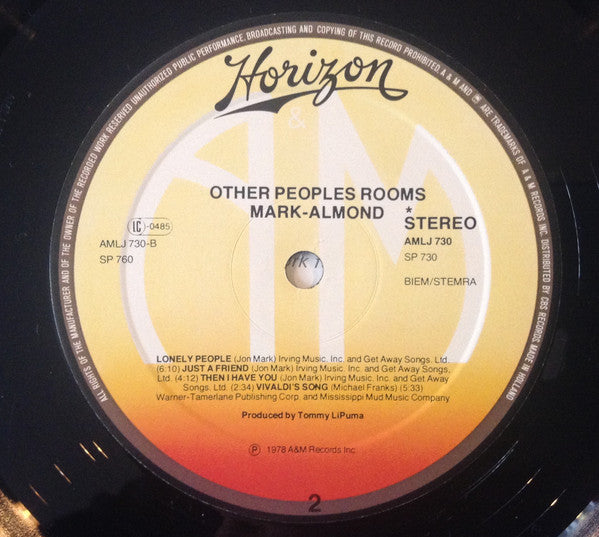 ALL RIGHTS OF THE MANUFACTURER AND OF THE OWNER OF THE RECORDED WORK RESERVED UNAUTHORIZED PUBLIC PERFORMANCE, BROADCASTING AND COPYING OF THIS RECORD PROHIBITED. A & M AND ℗ ARE TRADEMARKS OF A & M RECORDS INC. DISTRIBUTED BY CBS RECORDS MADE IN HOLLAND
Horizon
A&M
OTHER PEOPLES ROOMS
MARK-ALMOND
LC -0485
* STEREO
AMLJ 730-B
AMLJ 730
SP 760
SP 730
BIEM/STEMRA
LONELY PEOPLE (Jon Mark) Irving Music. Inc. and Get Away Songs, Ltd.
(6:10) JUST A FRIEND (Jon Mark) Irving Music. Inc. and Get Away Songs,
Ltd. (4:12) THEN I HAVE YOU (Jon Mark) Irving Music. Inc. and Get Away
Songs. Ltd. (2:34) VIVALDI'S SONG (Michael Franks) (5:33)
Warner-Tamerlane Publishing Corp. and Mississippi Mud Music Company
Produced by Tommy LiPuma
℗ 1978 A&M Records Inc.
2